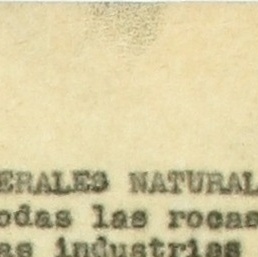 ERALES NATURAL
odas las rocas
as industrias